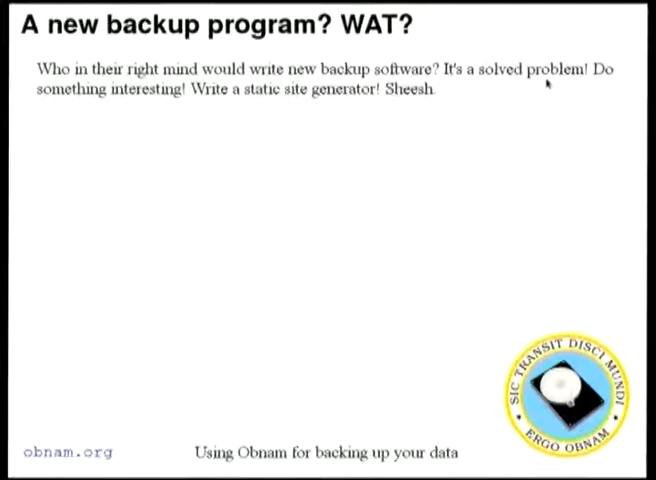 A new backup program? WAT?
Who in their right mind would write new backup software? It's a solved problem! Do
something interesting! Write a static site generator! Sheesh.
SIC TRANSIT DISCI MUNDI
ERGO OBNAM
obnam.org
Using Obnam for backing up your data